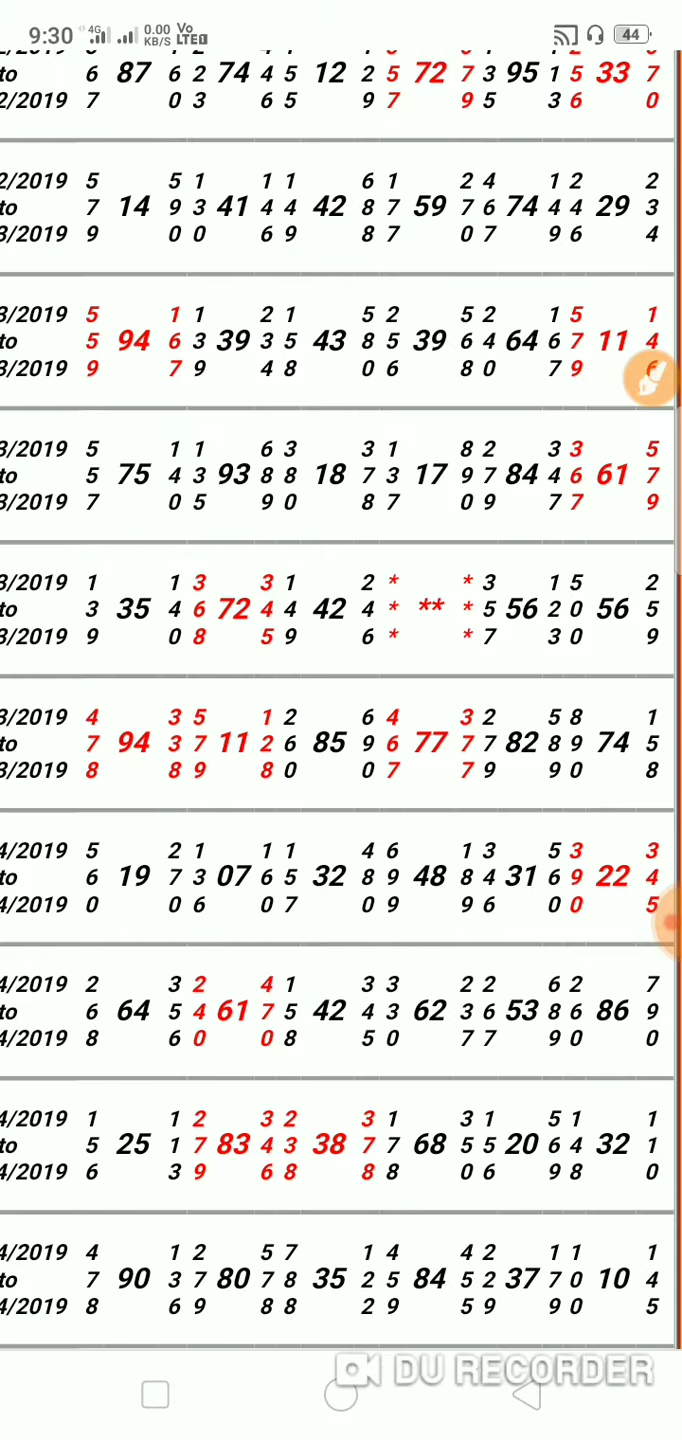 9:30 4G 0.00 KB/S Vo LTE 44
to 6 87 6 2 74 4 5 12 2 5 72 7 3 95 1 5 33 7
2/2019 7 0 3 6 5 9 7 9 5 3 6 0
2/2019 5 5 1 1 1 6 1 2 4 1 2 2
to 7 14 9 3 41 4 4 42 8 7 59 7 6 74 4 4 29 3
3/2019 9 0 0 6 9 8 7 0 7 9 6 4
3/2019 5 1 1 2 1 5 2 5 2 1 5 1
to 5 94 6 3 39 3 5 43 8 5 39 6 4 64 6 7 11 4
3/2019 9 7 9 4 8 0 6 8 0 7 9
3/2019 5 1 1 6 3 3 1 8 2 3 3 5
to 5 75 4 3 93 8 8 18 7 3 17 9 7 84 4 6 61 7
3/2019 7 0 5 9 0 8 7 0 9 7 7 9
3/2019 1 1 3 3 1 2 * * 3 1 5 2
to 3 35 4 6 72 4 4 42 4 * ** * 5 56 2 0 56 5
3/2019 9 0 8 5 9 6 * * 7 3 0 9
3/2019 4 3 5 1 2 6 4 3 2 5 8 1
to 7 94 3 7 11 2 6 85 9 6 77 7 7 82 8 9 74 5
3/2019 8 8 9 8 0 0 7 7 9 9 0 8
4/2019 5 2 1 1 1 4 6 1 3 5 3 3
to 6 19 7 3 07 6 5 32 8 9 48 8 4 31 6 9 22 4
4/2019 0 0 6 0 7 0 9 9 6 0 0 5
4/2019 2 3 2 4 1 3 3 2 2 6 2 7
to 6 64 5 4 61 7 5 42 4 3 62 3 6 53 8 6 86 9
4/2019 8 6 0 0 8 5 0 7 7 9 0 0
4/2019 1 1 2 3 2 3 1 3 1 5 1 1
to 5 25 1 7 83 4 3 38 7 7 68 5 5 20 6 4 32 1
4/2019 6 3 9 6 8 8 8 0 6 9 8 0
4/2019 4 1 2 5 7 1 4 4 2 1 1 1
to 7 90 3 7 80 7 8 35 2 5 84 5 2 37 7 0 10 4
4/2019 8 6 9 8 8 2 9 5 9 9 0 5
DU RECORDER